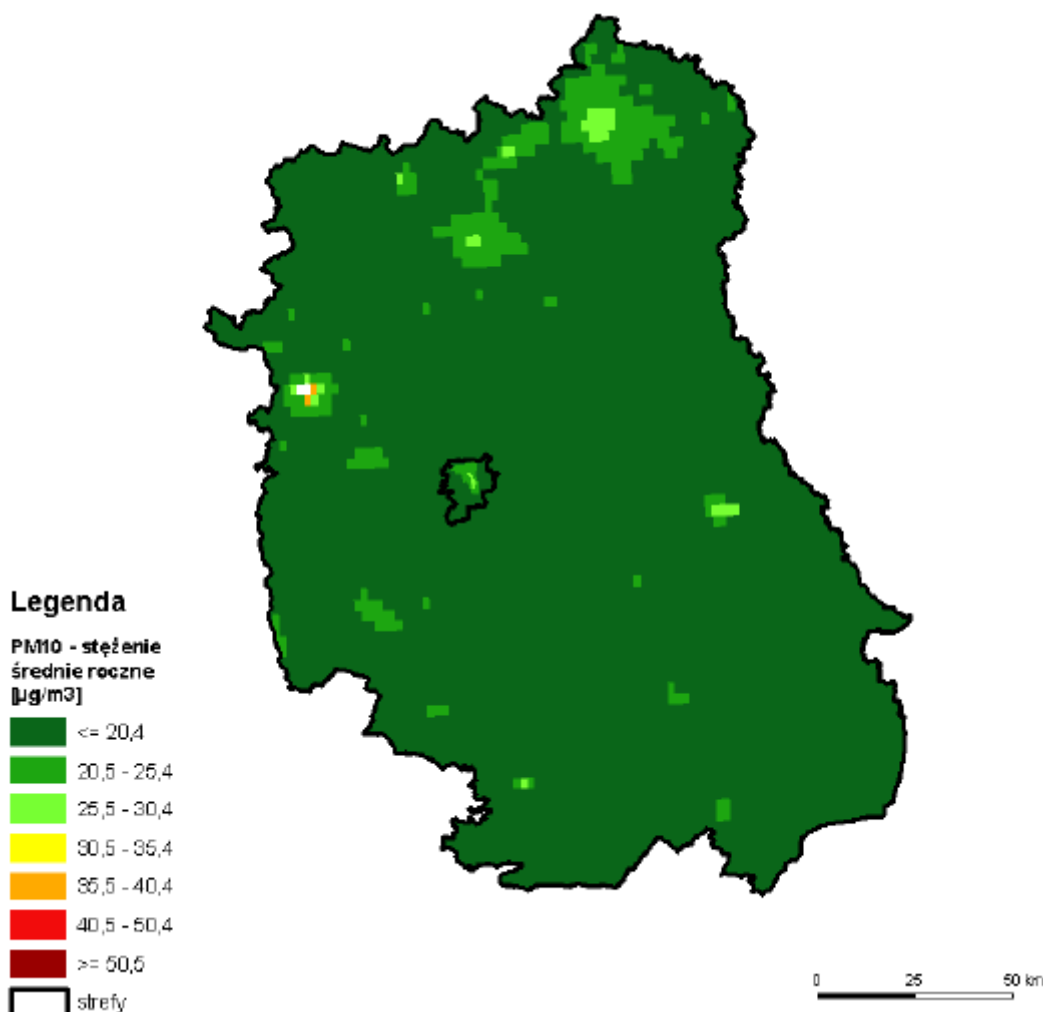 Legenda
PM10 - stężenie
średnie roczne
[µg/m3]
<= 20,4
20,5 - 25,4
25,5 - 30,4
30,5 - 35,4
35,5 - 40,4
40,5 - 50,4
>= 50,5
strefy
0 25 50 km